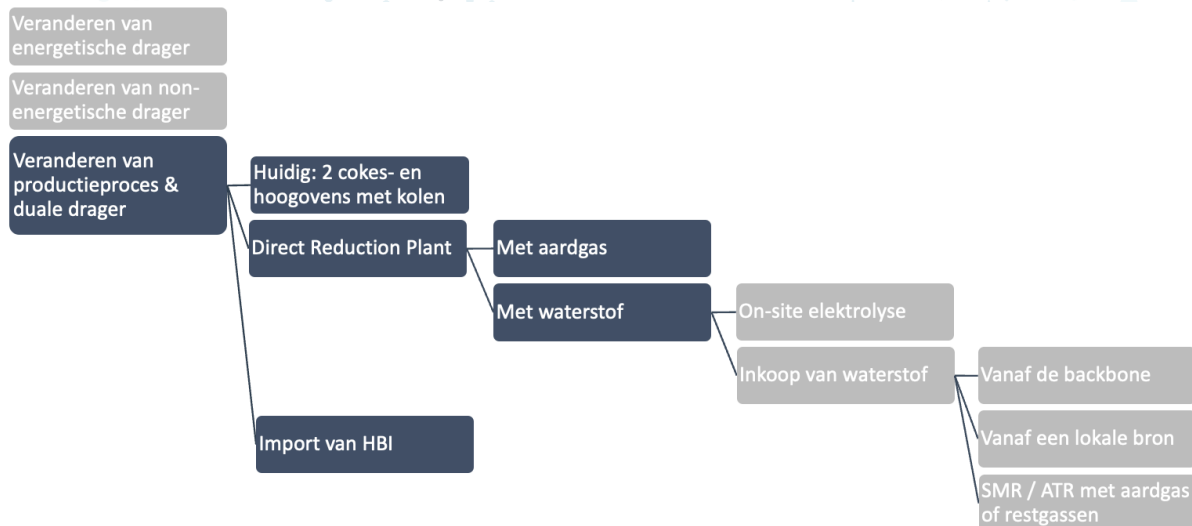 Veranderen van
energetische drager
Veranderen van non-
energetische drager
Veranderen van
productieproces &
duale drager
Huidig: 2 cokes- en
hoogovens met kolen
Direct Reduction Plant
Met aardgas
Met waterstof
On-site elektrolyse
Inkoop van waterstof
Vanaf de backbone
Vanaf een lokale bron
SMR / ATR met aardgas
of restgassen
Import van HBI